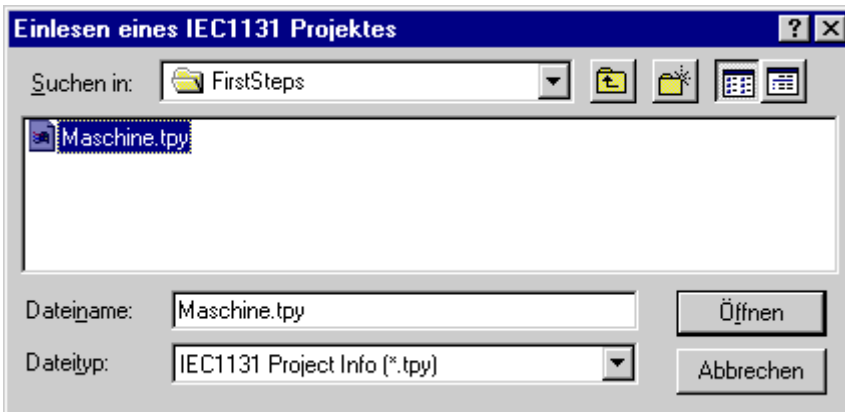 Einlesen eines IEC1131 Projektes
Suchen in: FirstSteps
Maschine.tpy
Dateiname: Maschine.tpy Öffnen
Dateityp: IEC1131 Project Info (*.tpy) Abbrechen